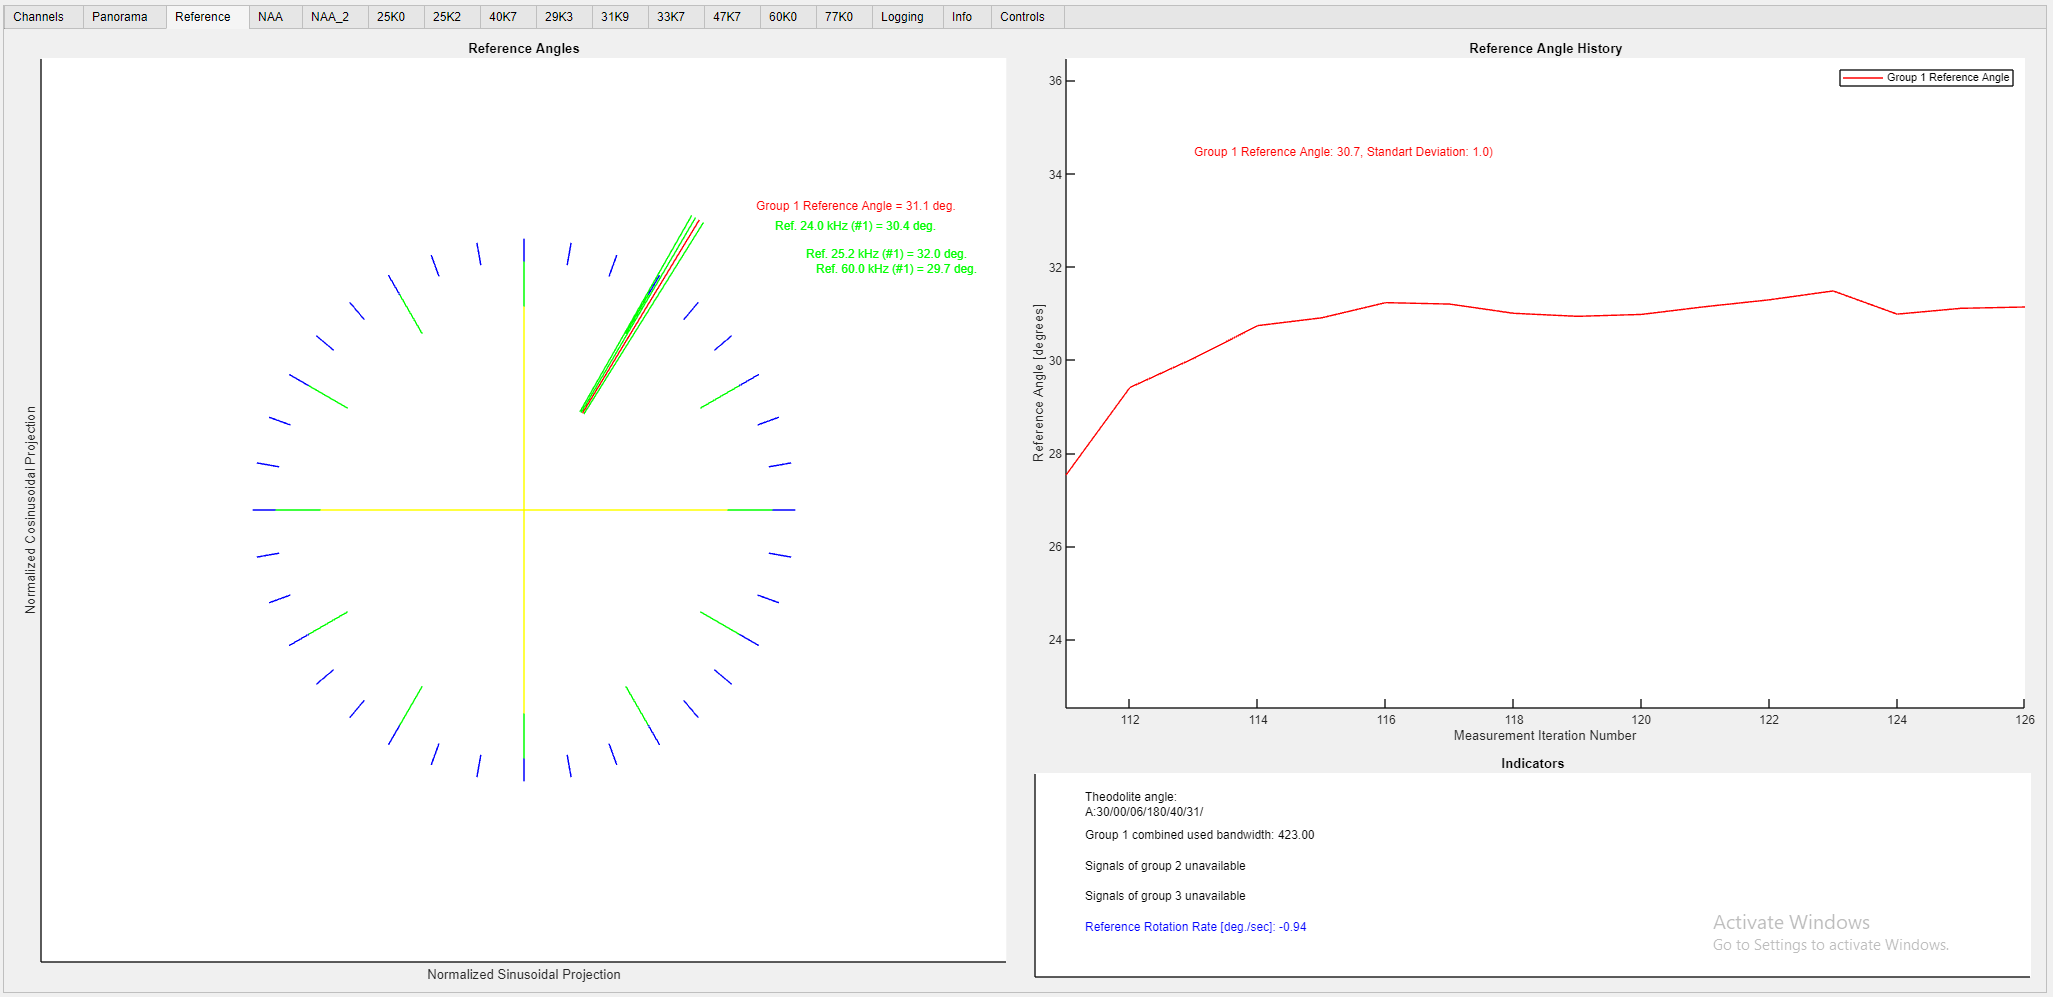 Channels Panorama Reference NAA NAA_2 25K0 25K2 40K7 29K3 31K9 33K7 47K7 60K0 77K0 Logging Info Controls
Reference Angles
Group 1 Reference Angle = 31.1 deg.
Ref. 24.0 kHz (#1) = 30.4 deg.
Ref. 25.2 kHz (#1) = 32.0 deg.
Ref. 60.0 kHz (#1) = 29.7 deg.
Normalized Cosinusoidal Projection
Normalized Sinusoidal Projection
Reference Angle History
Group 1 Reference Angle
Group 1 Reference Angle: 30.7, Standart Deviation: 1.0)
Reference Angle [degrees]
36
34
32
30
28
26
24
112 114 116 118 120 122 124 126
Measurement Iteration Number
Indicators
Theodolite angle:
A:30/00/06/180/40/31/
Group 1 combined used bandwidth: 423.00
Signals of group 2 unavailable
Signals of group 3 unavailable
Reference Rotation Rate [deg./sec]: -0.94
Activate Windows
Go to Settings to activate Windows.